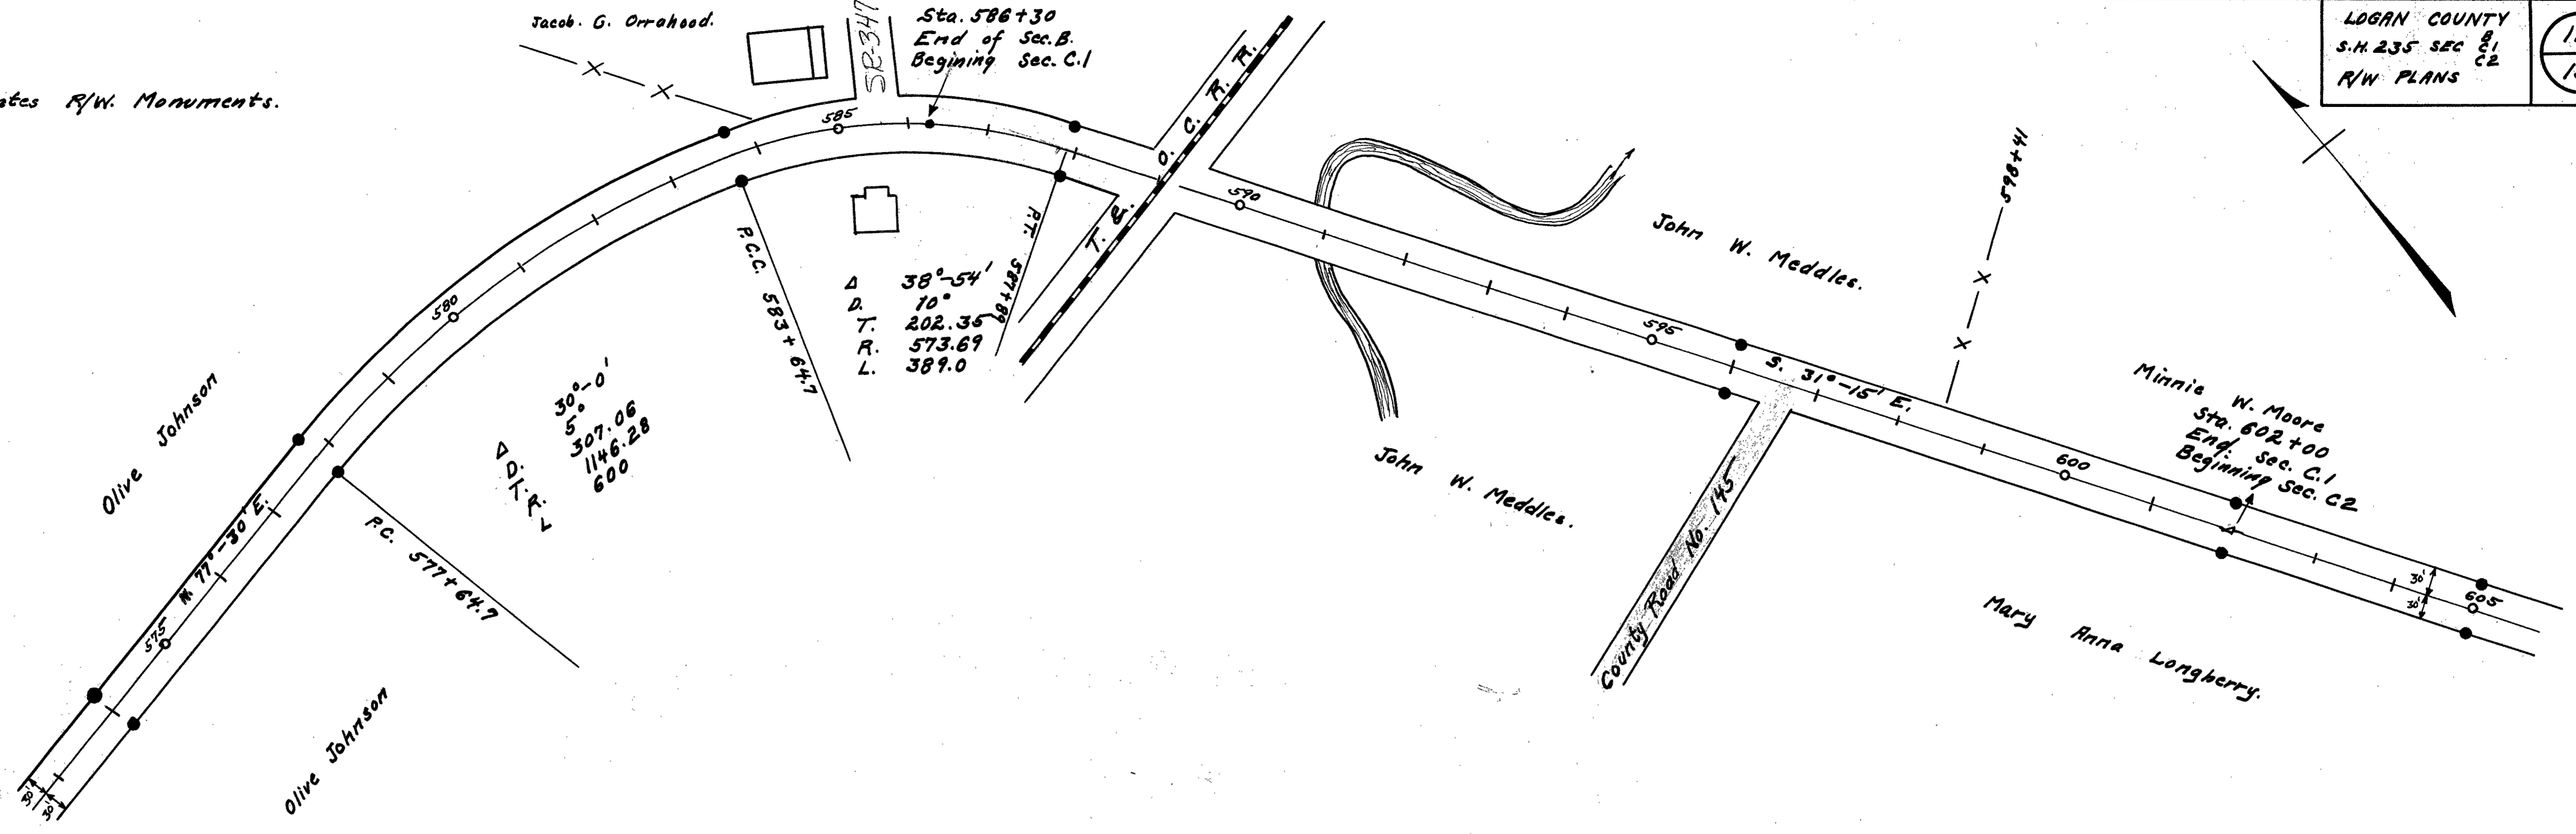 Jacob. G. Orrahood.
SR-347
Sta. 586+30
End of Sec. B.
Begining Sec. C.1
LOGAN COUNTY
S.H. 235 SEC B C1 C2
R/W PLANS
R/W. Monuments.
585
T. & O. C. R. R.
598+41
590
John W. Meddles.
P.T. 587+89
P.C.C. 583+64.7
Δ 38°-54'
D. 10°
T. 202.35
R. 573.69
L. 389.0
580
595
S. 31°-15' E.
Minnie W. Moore
Sta. 602+00
End. Sec. C.1
Beginning Sec. C2
Olive Johnson
Δ 30°-0'
D. 5°
T. 307.06
R. 1146.28
L 600
John W. Meddles.
600
County Road No. 145
N. 77°-30' E.
P.C. 577+64.7
30'
30'
605
Mary Anna Longberry.
575
Olive Johnson
30'
30'